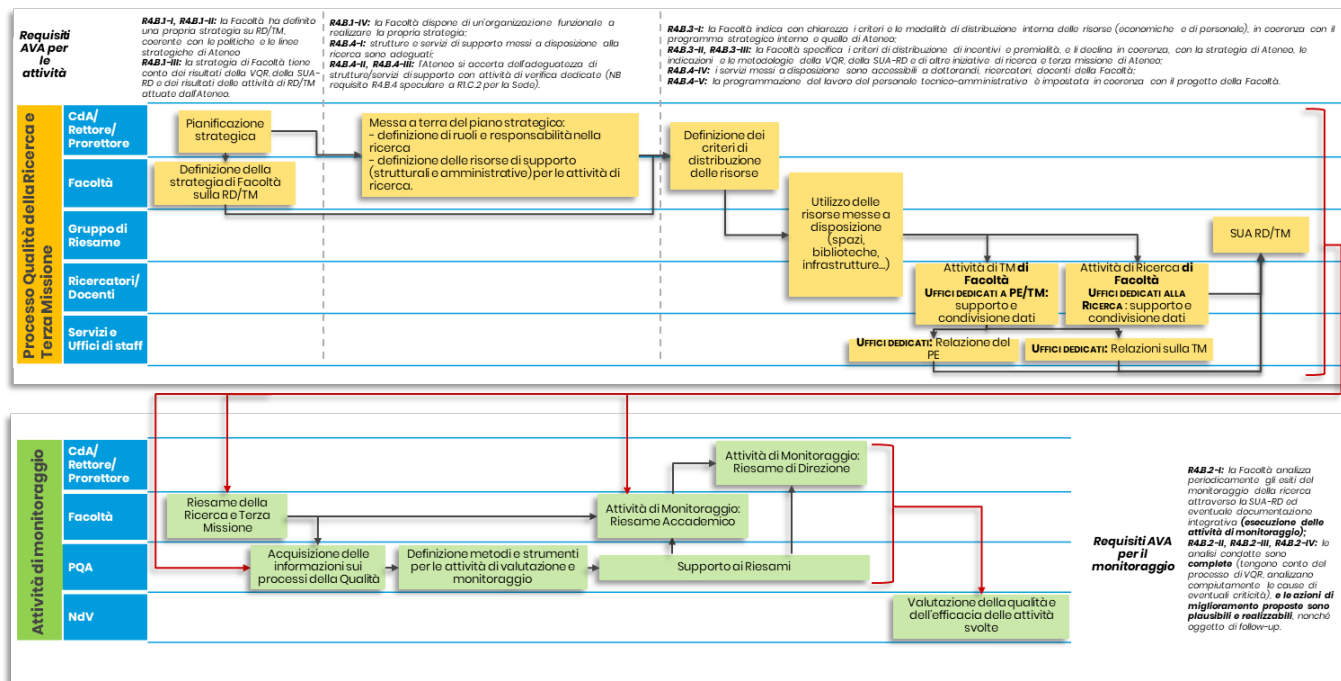 Requisiti
AVA per
le
attività
R4.B.1-I, R4.B.1-II: la Facoltà ha definito
una propria strategia su RD/TM,
coerente con le politiche e le linee
strategiche di Ateneo
R4.B.1-III: la strategia di Facoltà tiene
conto dei risultati della VQR, della SUA-
RD e dei risultati delle attività di RD/TM
attuate dall'Ateneo.
R4.B.1-IV: la Facoltà dispone di un'organizzazione funzionale a
realizzare la propria strategia;
R4.B.4-I: strutture e servizi di supporto messi a disposizione alla
ricerca sono adeguati;
R4.B.4-II, R4.B.4-III: l'Ateneo si accerta dell'adeguatezza di
strutture/servizi di supporto con attività di verifica dedicate (NB
requisito R4.B.4 speculare a R1.C.2 per la Sede).
R4.B.3-I: la Facoltà indica con chiarezza i criteri e le modalità di distribuzione interna delle risorse (economiche e di personale), in coerenza con il
programma strategico interno e quello di Ateneo;
R4.B.3-II, R4.B.3-III: la Facoltà specifica i criteri di distribuzione di incentivi e premialità, e li declina in coerenza, con la strategia di Ateneo, le
indicazioni e le metodologie della VQR, della SUA-RD e di altre iniziative di ricerca e terza missione di Ateneo;
R4.B.4-IV: i servizi messi a disposizione sono accessibili a dottorandi, ricercatori, docenti della Facoltà;
R4.B.4-V: la programmazione del lavoro del personale tecnico-amministrativo è impostata in coerenza con il progetto della Facoltà.
Processo Qualità della Ricerca e
Terza Missione
CdA/
Rettore/
Prorettore
Facoltà
Gruppo di
Riesame
Ricercatori/
Docenti
Servizi e
Uffici di staff
Pianificazione
strategica
Definizione della
strategia di Facoltà
sulla RD/TM
Messa a terra del piano strategico:
- definizione di ruoli e responsabilità nella
ricerca
- definizione delle risorse di supporto
(strutturali e amministrative) per le attività di
ricerca.
Definizione dei
criteri di
distribuzione
delle risorse
Utilizzo delle
risorse messe a
disposizione
(spazi,
biblioteche,
infrastrutture...)
SUA RD/TM
Attività di TM di
Facoltà
UFFICI DEDICATI A PE/TM:
supporto e
condivisione dati
Attività di Ricerca di
Facoltà
UFFICI DEDICATI ALLA
RICERCA : supporto e
condivisione dati
UFFICI DEDICATI: Relazione del
PE
UFFICI DEDICATI: Relazioni sulla TM
Attività di monitoraggio
CdA/
Rettore/
Prorettore
Facoltà
PQA
NdV
Attività di Monitoraggio:
Riesame di Direzione
Riesame della
Ricerca e Terza
Missione
Attività di Monitoraggio:
Riesame Accademico
Acquisizione delle
informazioni sui
processi della Qualità
Definizione metodi e strumenti
per le attività di valutazione e
monitoraggio
Supporto ai Riesami
Valutazione della qualità e
dell'efficacia delle attività
svolte
Requisiti AVA
per il
monitoraggio
R4.B.2-I: la Facoltà analizza
periodicamente gli esiti del
monitoraggio della ricerca
attraverso la SUA-RD ed
eventuale documentazione
integrativa (esecuzione delle
attività di monitoraggio);
R4.B.2-II, R4.B.2-III, R4.B.2-IV: le
analisi condotte sono
complete (tengono conto del
processo di VQR, analizzano
compiutamente le cause di
eventuali criticità), e le azioni di
miglioramento proposte sono
plausibili e realizzabili, nonché
oggetto di follow-up.